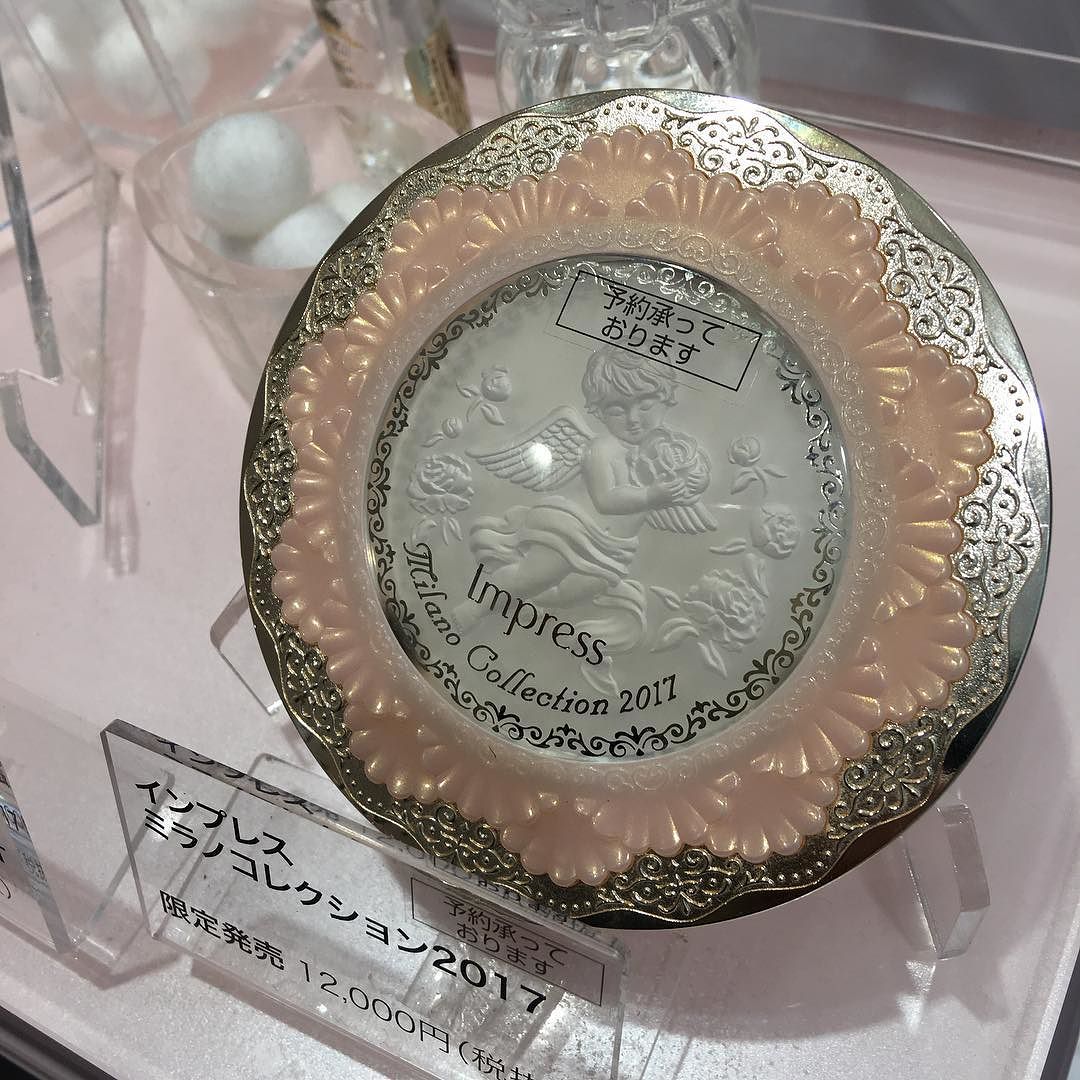 予約承って
おります
Impress
Milano Collection 2017
インプレス
ミラノコレクション2017
限定発売 12,000円(税抜
予約承って
おります